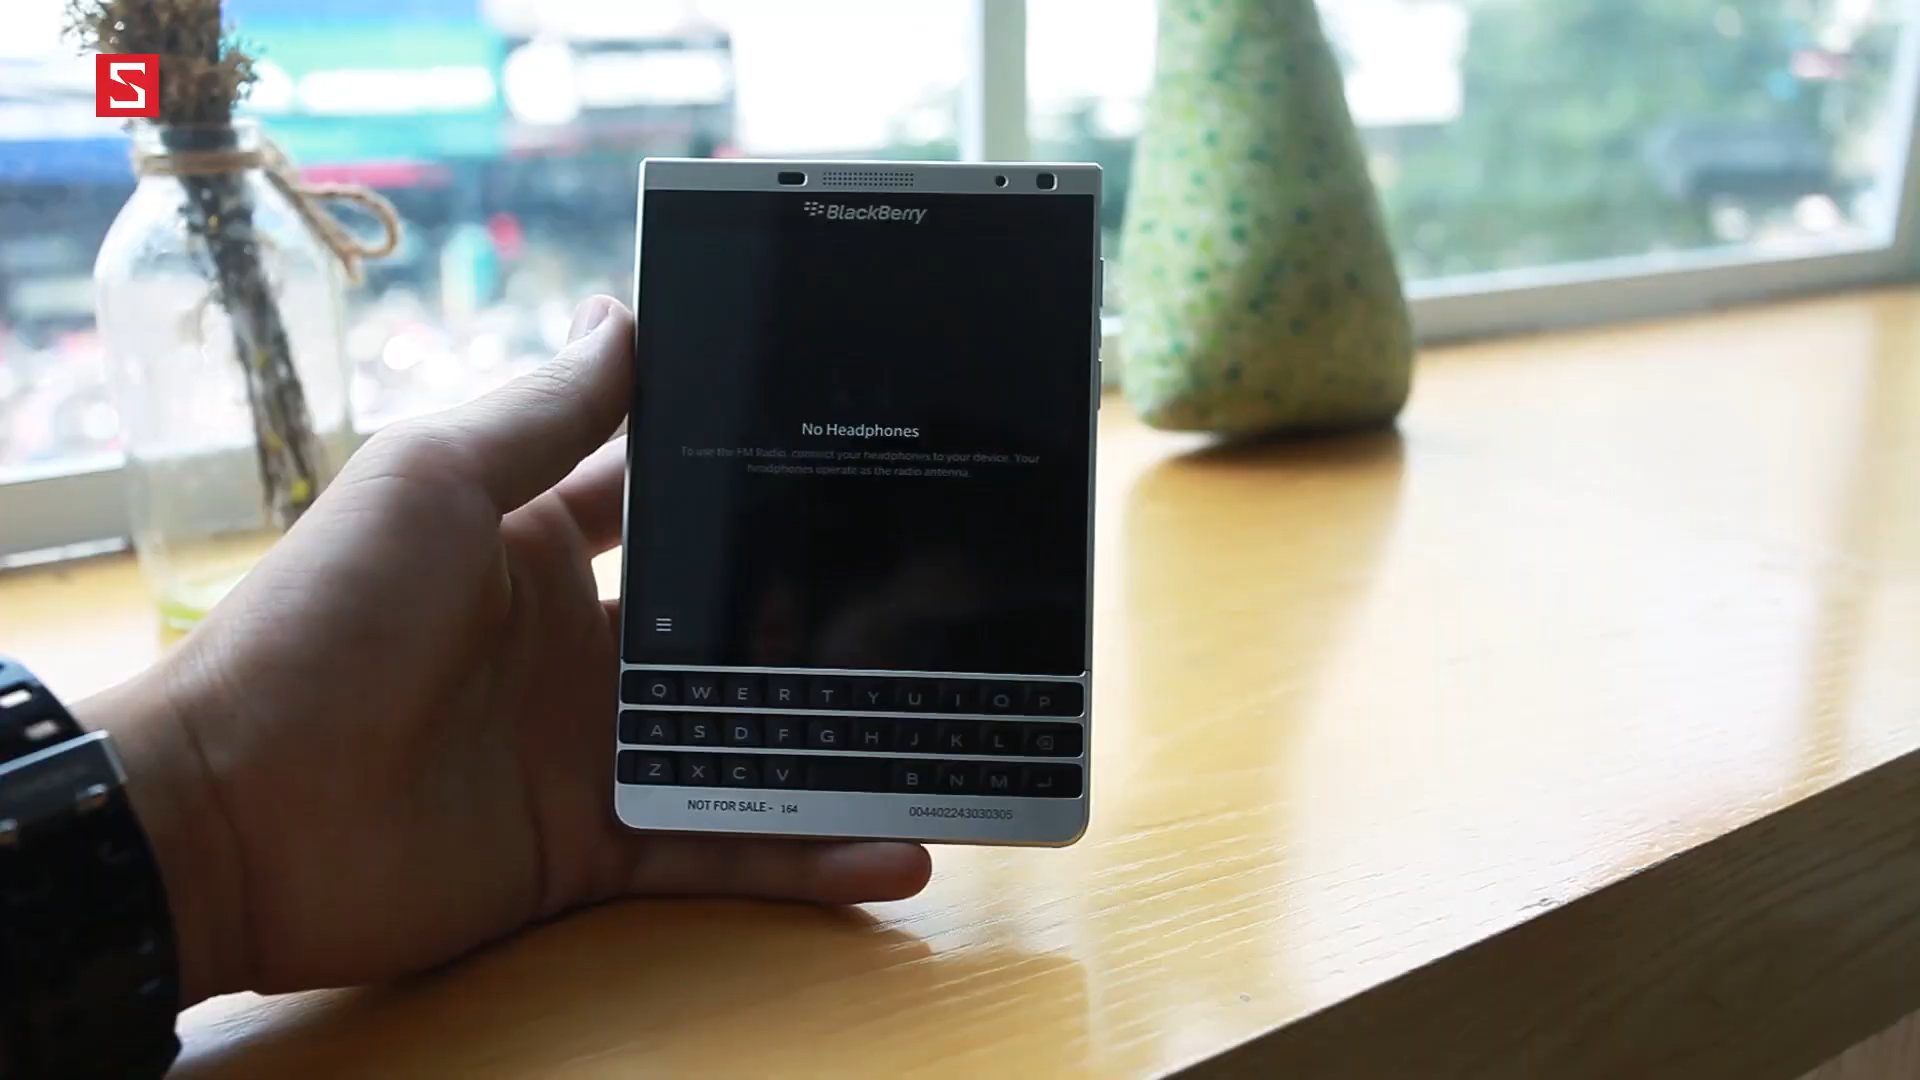 S
BlackBerry
No Headphones
To use the FM Radio, connect your headphones to your device. Your
headphones operate as the radio antenna.
Q W E R T Y U I O P
A S D F G H J K L
Z X C V B N M
NOT FOR SALE - 164
004402243030305